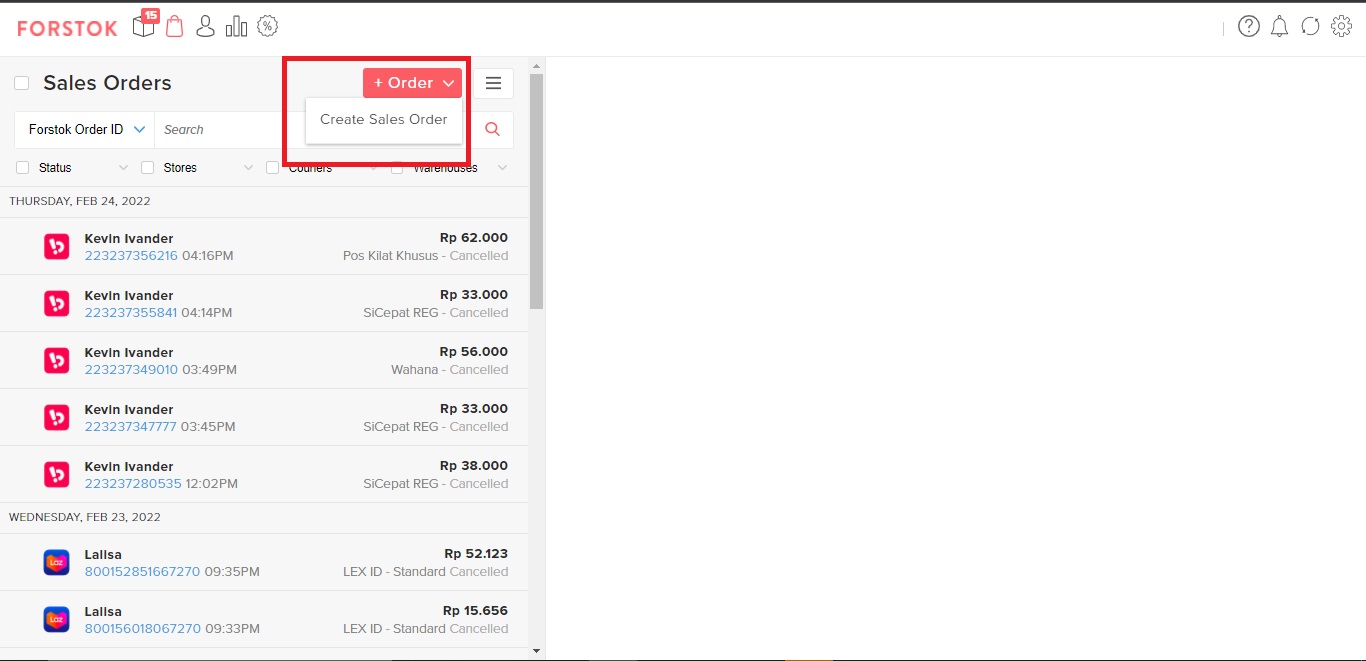 FORSTOK
15
Sales Orders
+ Order
Create Sales Order
Forstok Order ID
Search
Status
Stores
Couriers
Warehouses
THURSDAY, FEB 24, 2022
Kevin Ivander
Rp 62.000
223237356216 04:16PM
Pos Kilat Khusus - Cancelled
Kevin Ivander
Rp 33.000
223237355841 04:14PM
SiCepat REG - Cancelled
Kevin Ivander
Rp 56.000
223237349010 03:49PM
Wahana - Cancelled
Kevin Ivander
Rp 33.000
223237347777 03:45PM
SiCepat REG - Cancelled
Kevin Ivander
Rp 38.000
223237280535 12:02PM
SiCepat REG - Cancelled
WEDNESDAY, FEB 23, 2022
Laz
Lalisa
Rp 52.123
800152851667270 09:35PM
LEX ID - Standard Cancelled
Laz
Lalisa
Rp 15.656
800156018067270 09:33PM
LEX ID - Standard Cancelled